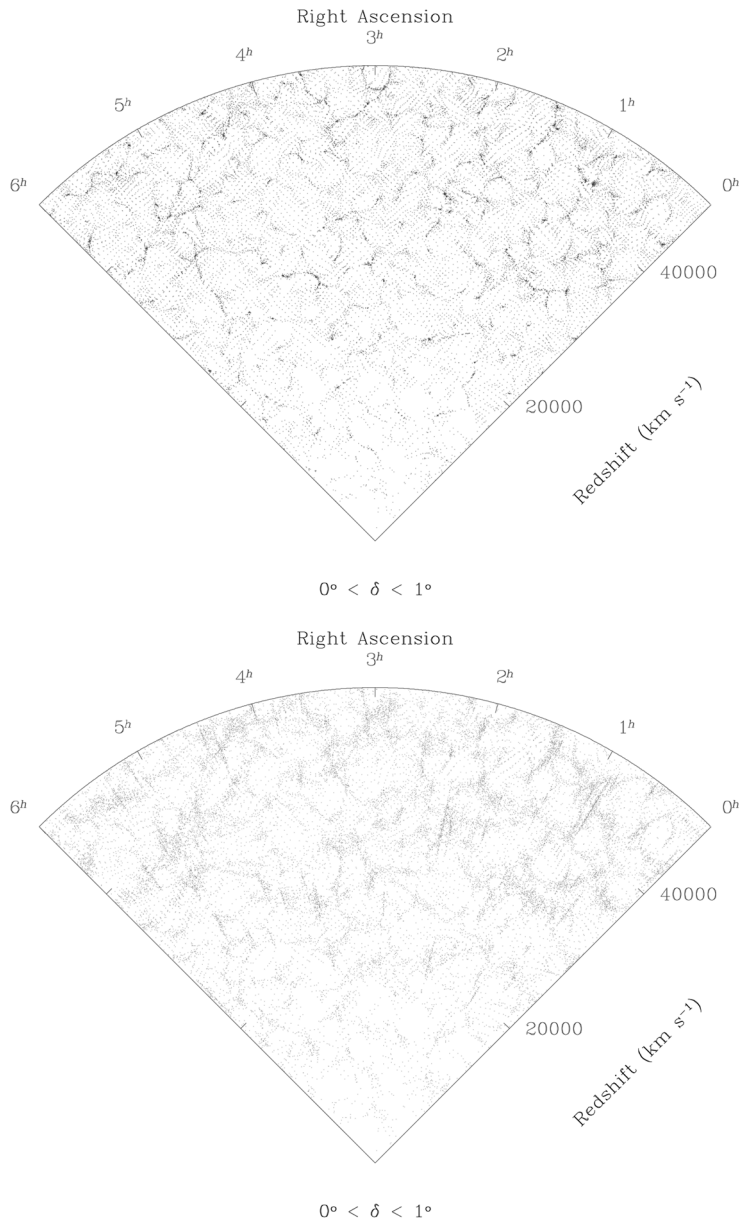 Right Ascension
3ʰ
4ʰ 2ʰ
5ʰ 1ʰ
6ʰ 0ʰ
40000
20000
Redshift (km s⁻¹)
0° < δ < 1°
Right Ascension
3ʰ
4ʰ 2ʰ
5ʰ 1ʰ
6ʰ 0ʰ
40000
20000
Redshift (km s⁻¹)
0° < δ < 1°